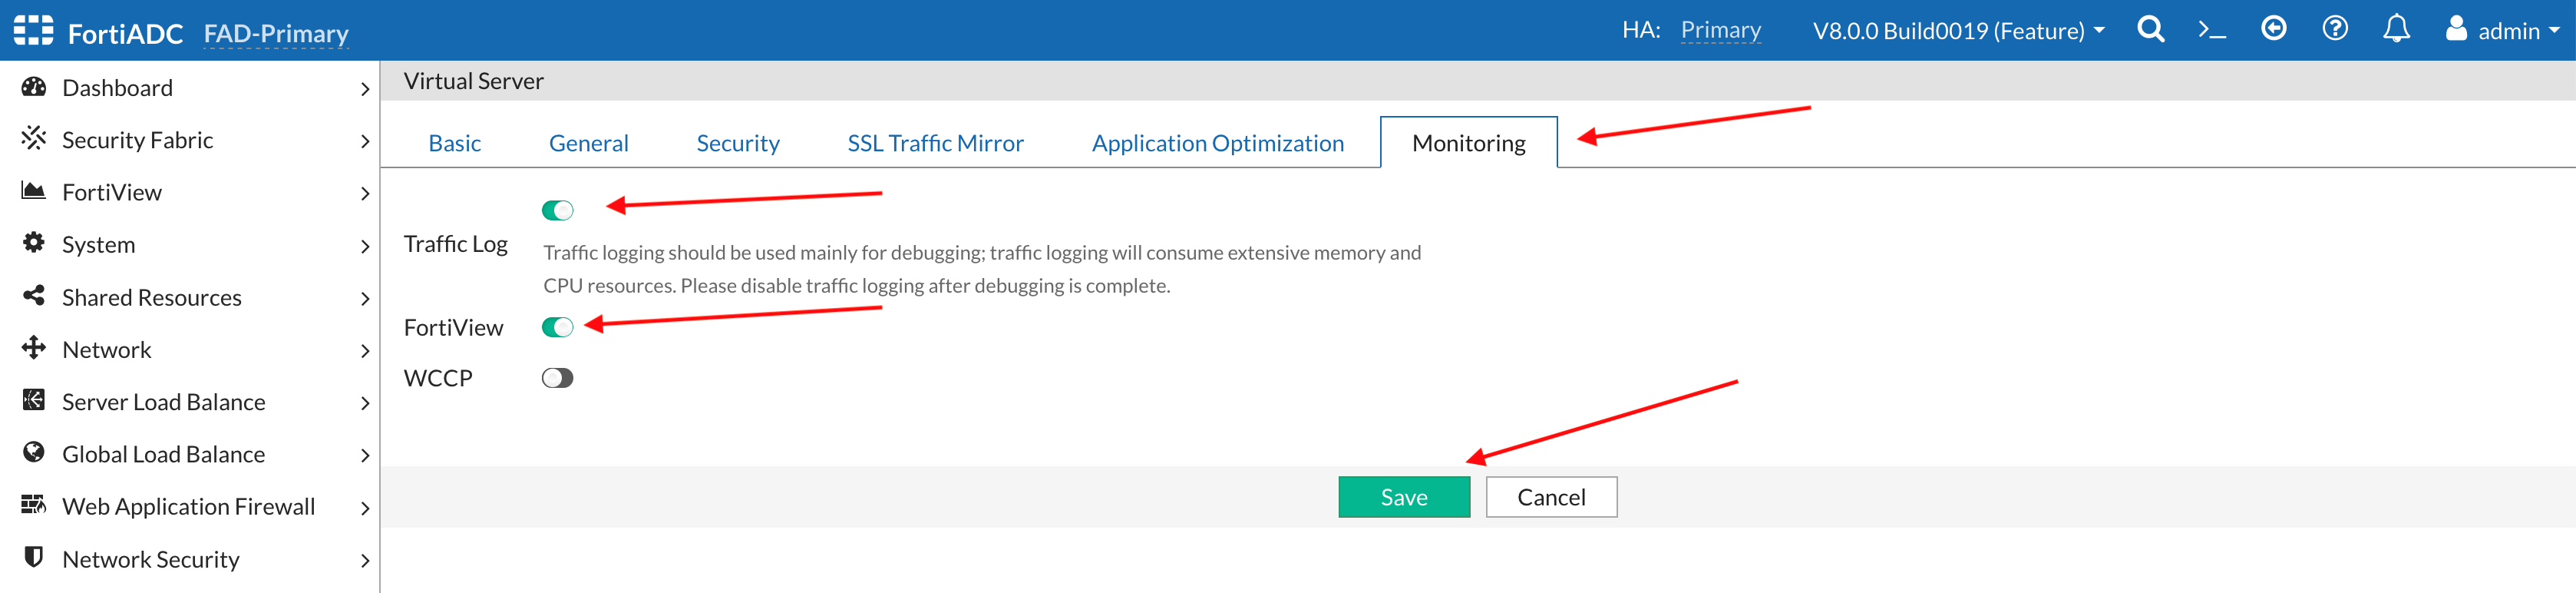 FortiADC FAD-Primary HA: Primary V8.0.0 Build0019 (Feature) admin
Dashboard
Security Fabric
FortiView
System
Shared Resources
Network
Server Load Balance
Global Load Balance
Web Application Firewall
Network Security
Virtual Server
Basic General Security SSL Traffic Mirror Application Optimization Monitoring
Traffic Log
Traffic logging should be used mainly for debugging; traffic logging will consume extensive memory and
CPU resources. Please disable traffic logging after debugging is complete.
FortiView
WCCP
Save Cancel